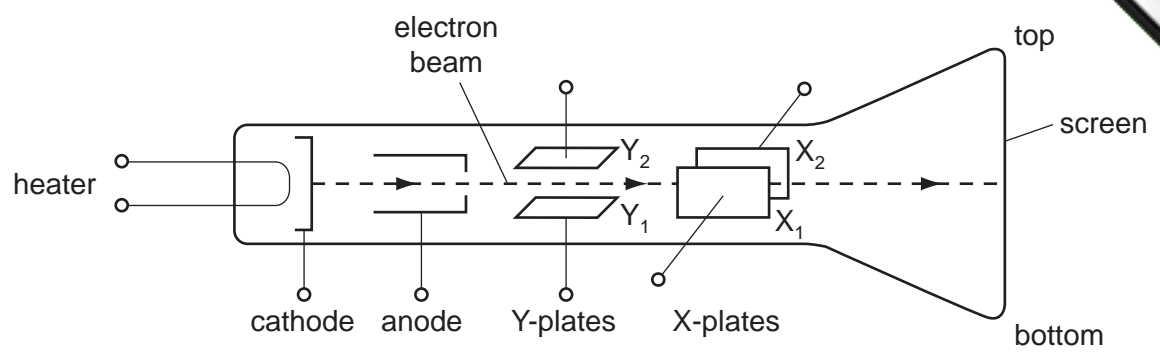 electron
beam
top
screen
Y₂
X₂
heater
Y₁
X₁
cathode
anode
Y-plates
X-plates
bottom